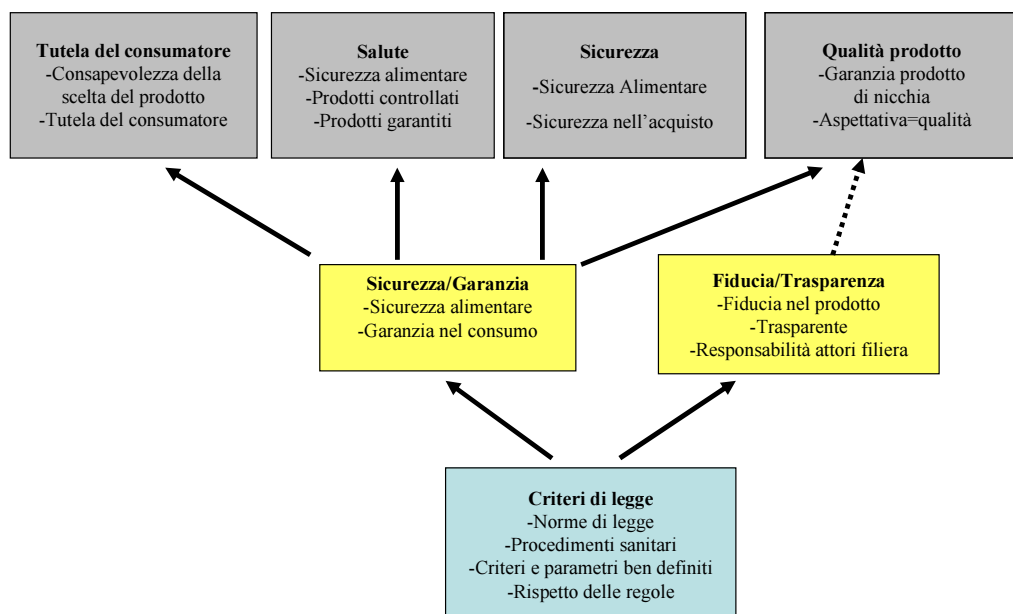 Tutela del consumatore
-Consapevolezza della
scelta del prodotto
-Tutela del consumatore
Salute
-Sicurezza alimentare
-Prodotti controllati
-Prodotti garantiti
Sicurezza
-Sicurezza Alimentare
-Sicurezza nell'acquisto
Qualità prodotto
-Garanzia prodotto
di nicchia
-Aspettativa=qualità
Sicurezza/Garanzia
-Sicurezza alimentare
-Garanzia nel consumo
Fiducia/Trasparenza
-Fiducia nel prodotto
-Trasparente
-Responsabilità attori filiera
Criteri di legge
-Norme di legge
-Procedimenti sanitari
-Criteri e parametri ben definiti
-Rispetto delle regole